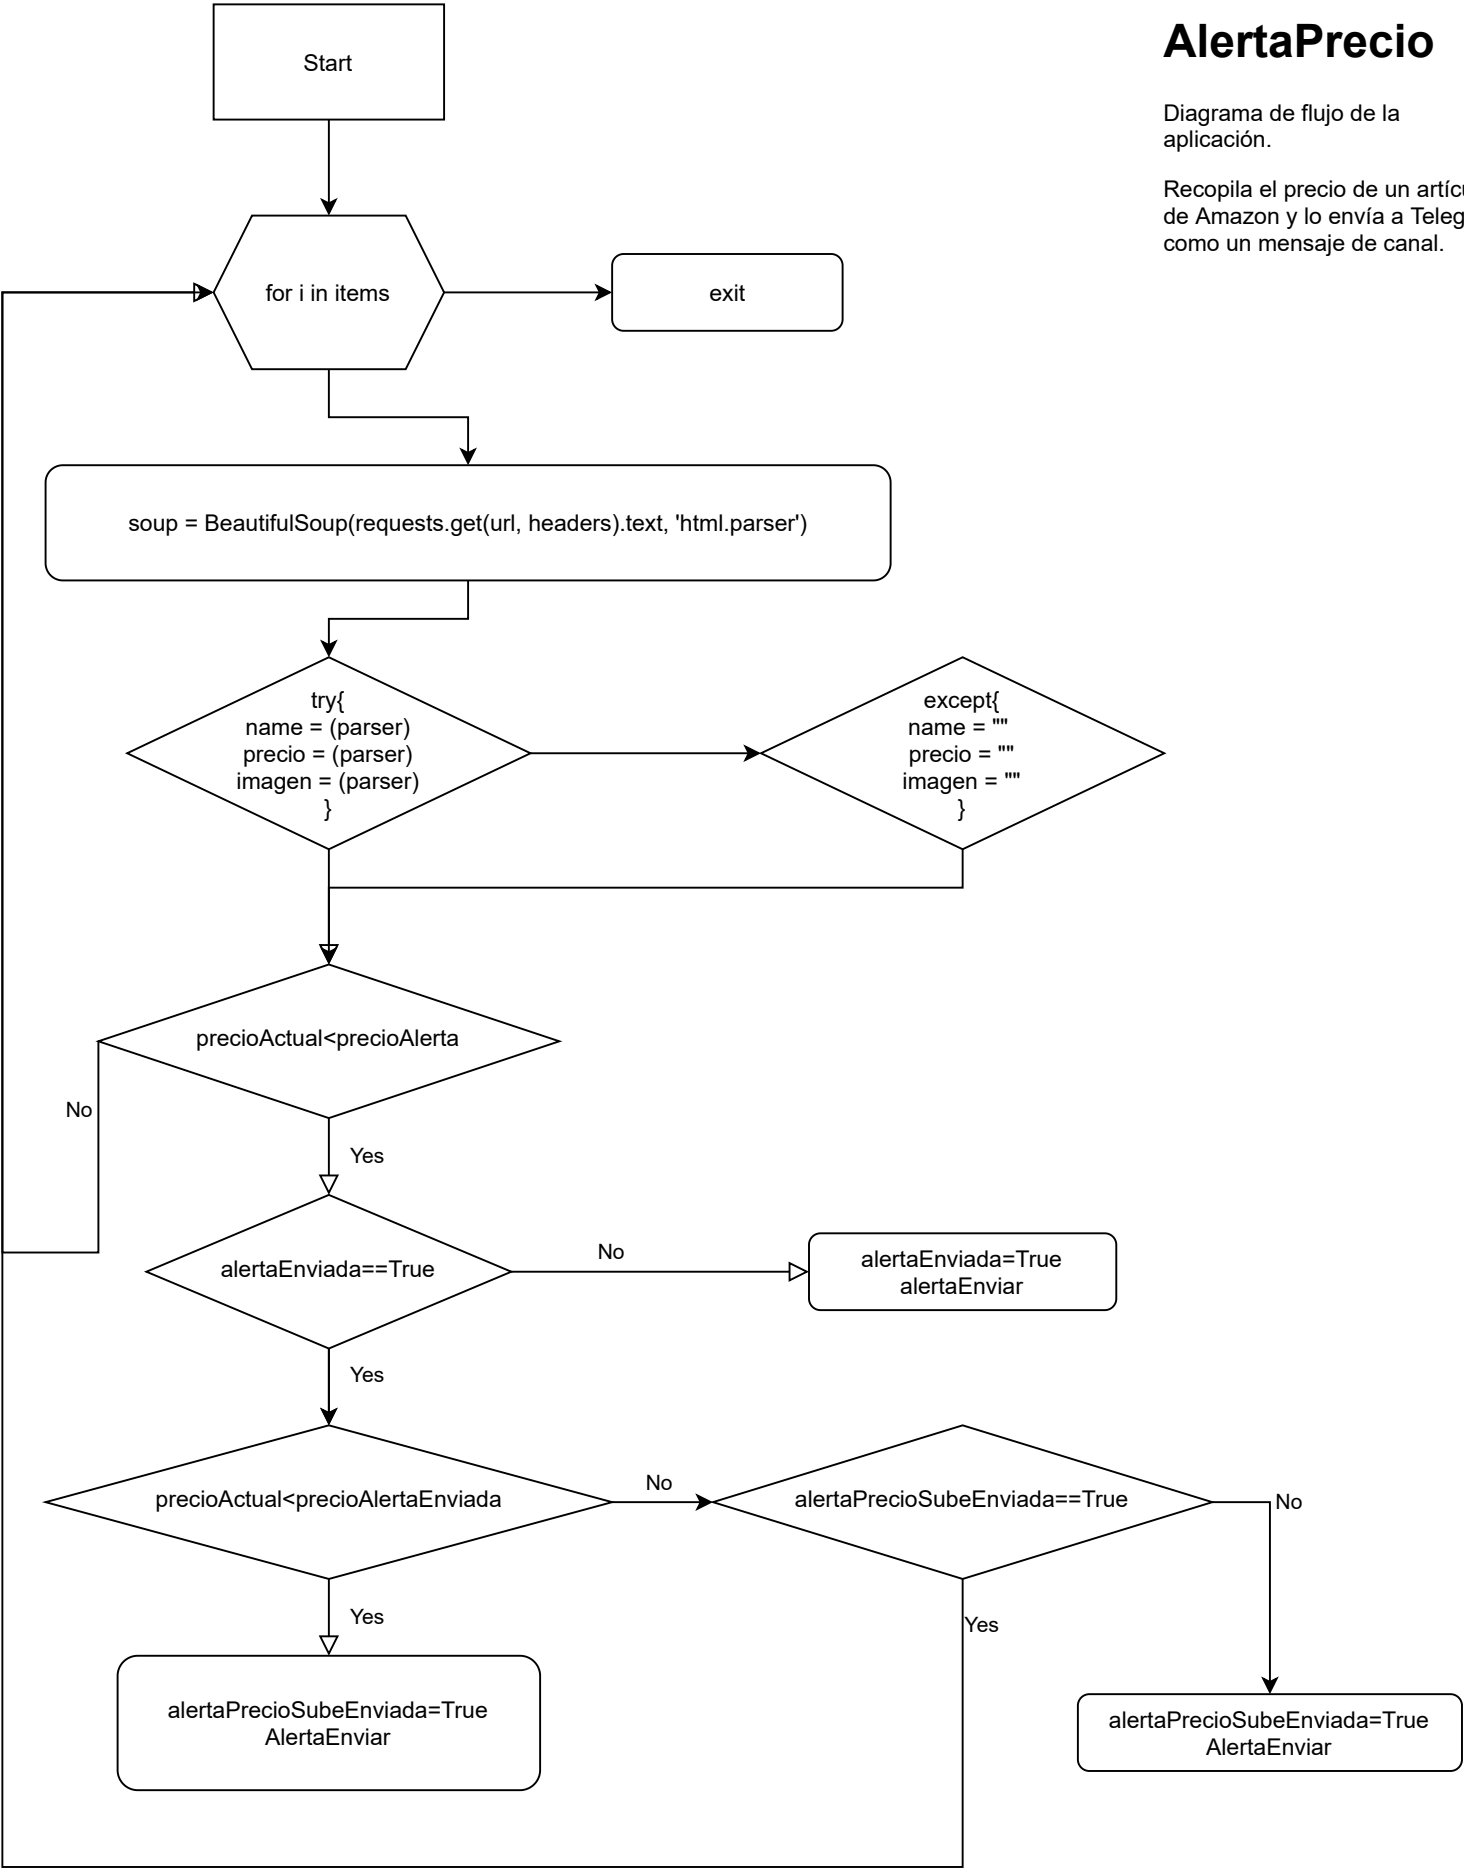 AlertaPrecio
Diagrama de flujo de la
aplicación.
Recopila el precio de un
de Amazon y lo envía a
como un mensaje de canal.
Start
for i in items
exit
soup = BeautifulSoup(requests.get(url, headers).text, 'html.parser')
try{
name = (parser)
precio = (parser)
imagen = (parser)
}
except{
name = ""
precio = ""
imagen = ""
}
precioActual<precioAlerta
No
Yes
alertaEnviada==True
No
alertaEnviada=True
alertaEnviar
Yes
precioActual<precioAlertaEnviada
No
alertaPrecioSubeEnviada==True
No
Yes
Yes
alertaPrecioSubeEnviada=True
AlertaEnviar
alertaPrecioSubeEnviada=True
AlertaEnviar